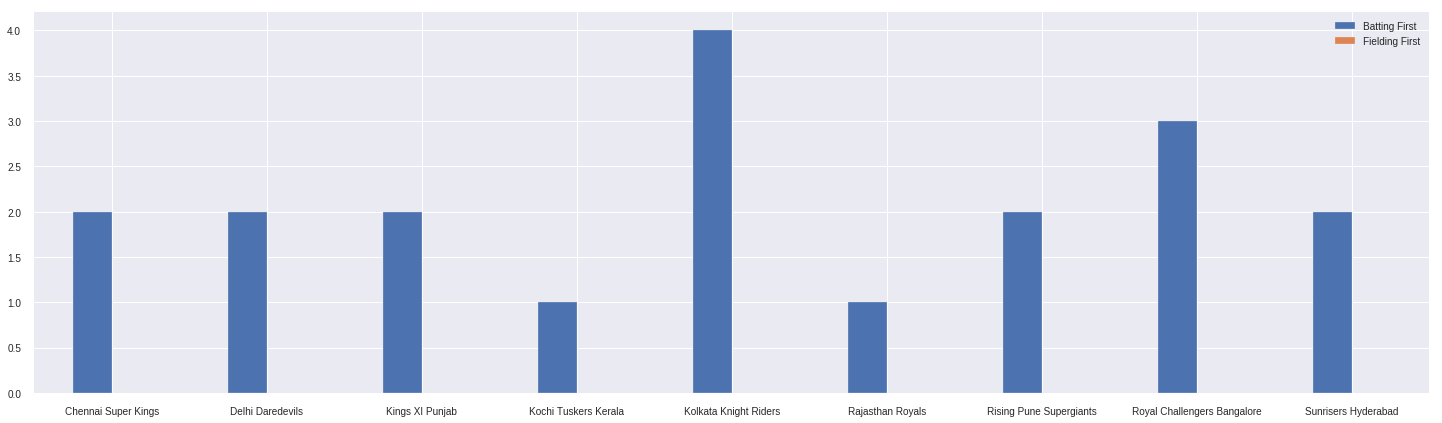 4.0
3.5
3.0
2.5
2.0
1.5
1.0
0.5
0.0
Batting First
Fielding First
Chennai Super Kings
Delhi Daredevils
Kings XI Punjab
Kochi Tuskers Kerala
Kolkata Knight Riders
Rajasthan Royals
Rising Pune Supergiants
Royal Challengers Bangalore
Sunrisers Hyderabad